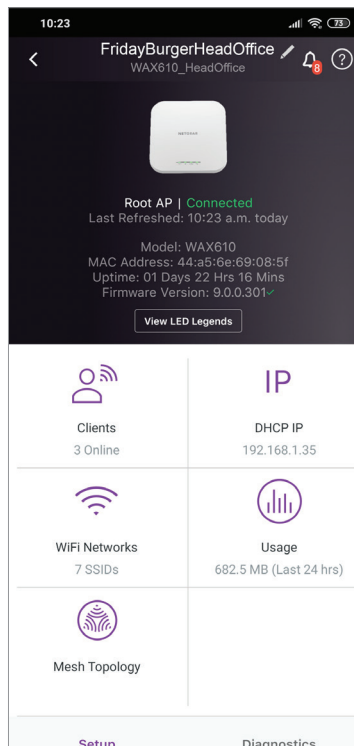 10:23
73
FridayBurgerHeadOffice
8
?
WAX610_HeadOffice
NETGEAR
Root AP | Connected
Last Refreshed: 10:23 a.m. today
Model: WAX610
MAC Address: 44:a5:6e:69:08:5f
Uptime: 01 Days 22 Hrs 16 Mins
Firmware Version: 9.0.0.301
View LED Legends
IP
Clients
DHCP IP
3 Online
192.168.1.35
WiFi Networks
Usage
7 SSIDs
682.5 MB (Last 24 hrs)
Mesh Topology
Setup
Diagnostics